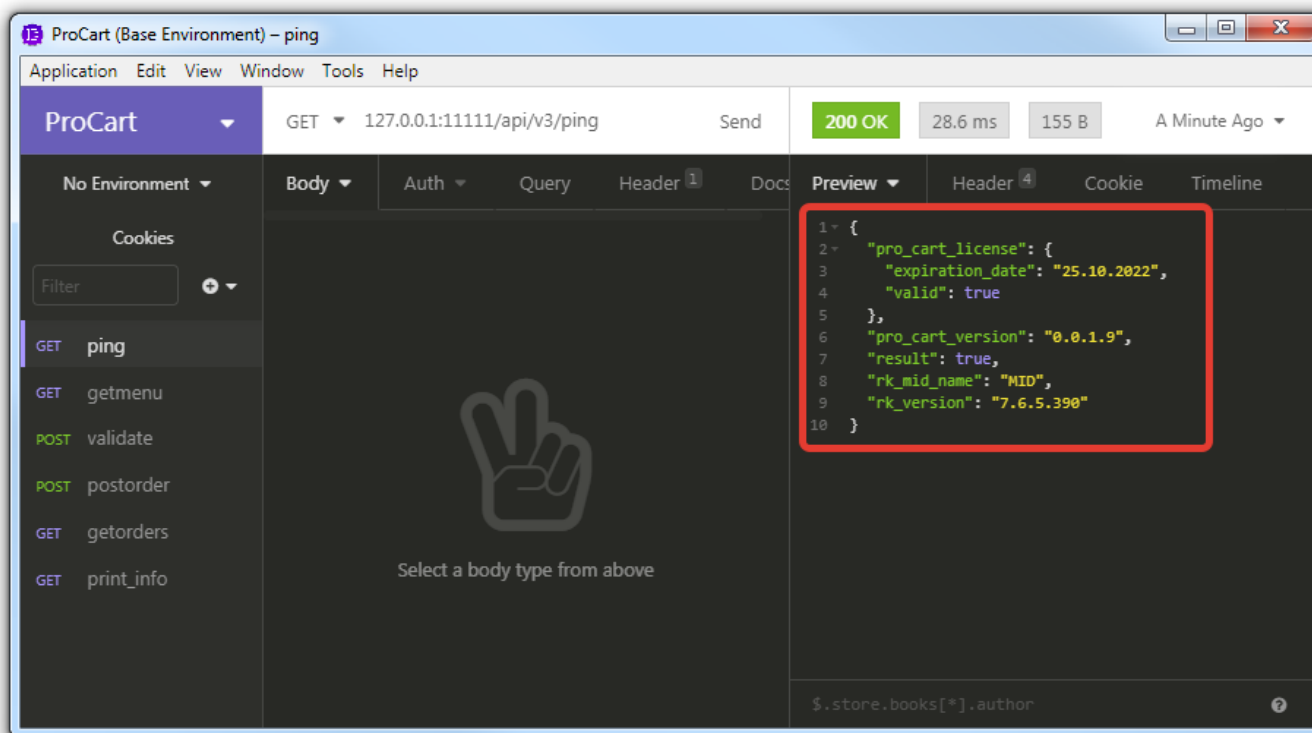 ProCart (Base Environment) – ping
Application Edit View Window Tools Help
ProCart
GET 127.0.0.1:11111/api/v3/ping Send
200 OK 28.6 ms 155 B A Minute Ago
No Environment
Body Auth Query Header 1 Docs
Preview Header 4 Cookie Timeline
Cookies
Filter
GET ping
GET getmenu
POST validate
POST postorder
GET getorders
GET print_info
Select a body type from above
1 {
2 "pro_cart_license": {
3 "expiration_date": "25.10.2022",
4 "valid": true
5 },
6 "pro_cart_version": "0.0.1.9",
7 "result": true,
8 "rk_mid_name": "MID",
9 "rk_version": "7.6.5.390"
10 }
$.store.books[*].author